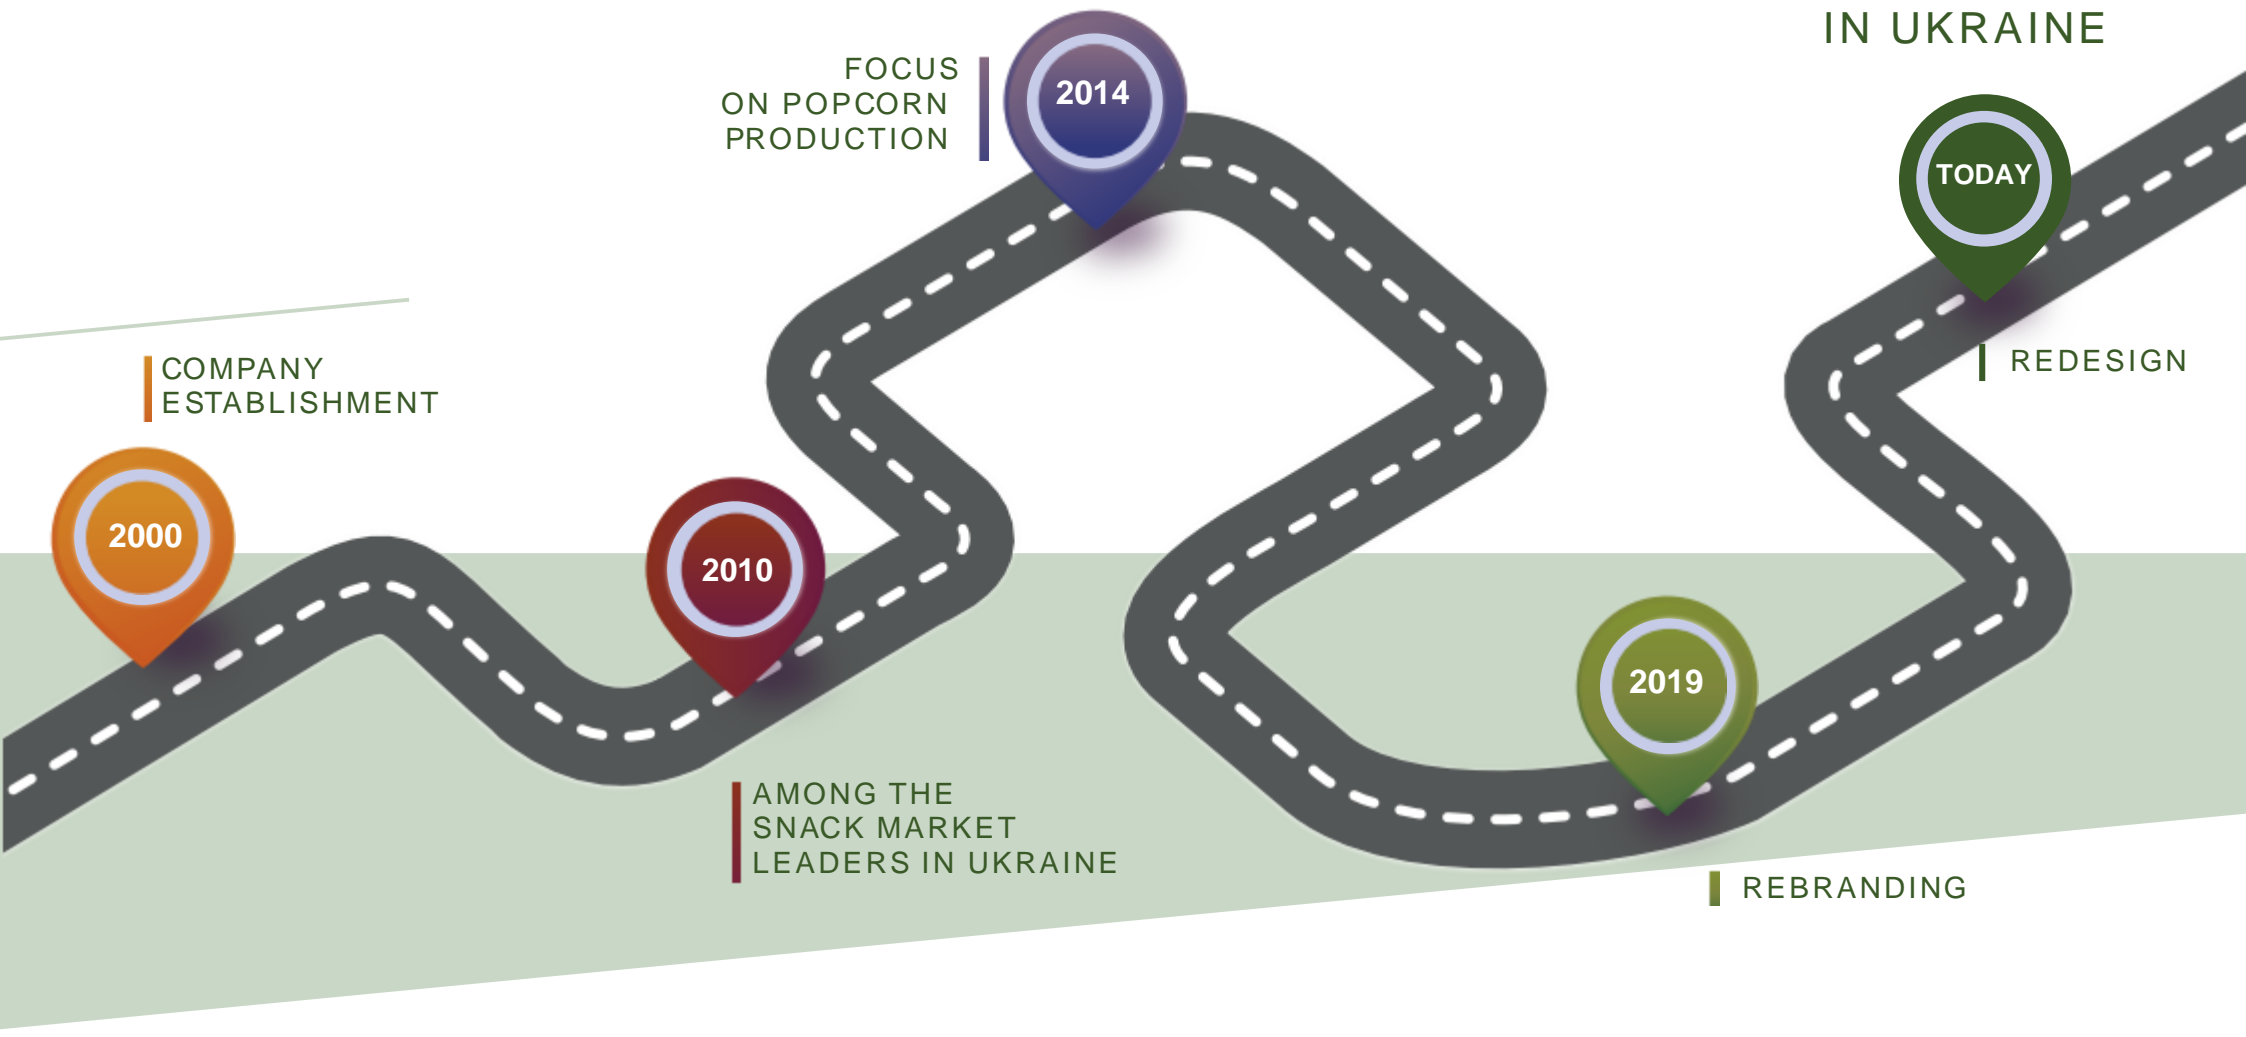 IN UKRAINE
FOCUS
ON POPCORN
PRODUCTION
2014
TODAY
REDESIGN
COMPANY
ESTABLISHMENT
2000
2010
2019
AMONG THE
SNACK MARKET
LEADERS IN UKRAINE
REBRANDING